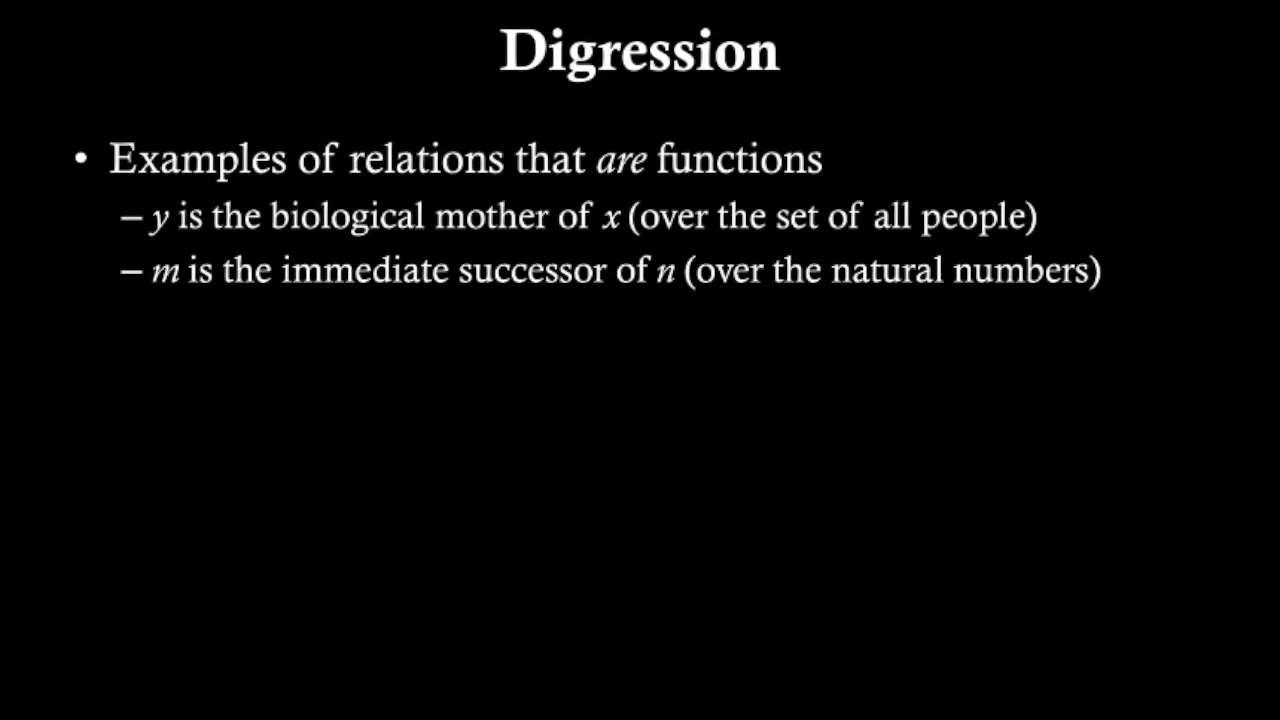 Digression
• Examples of relations that are functions
– y is the biological mother of x (over the set of all people)
– m is the immediate successor of n (over the natural numbers)